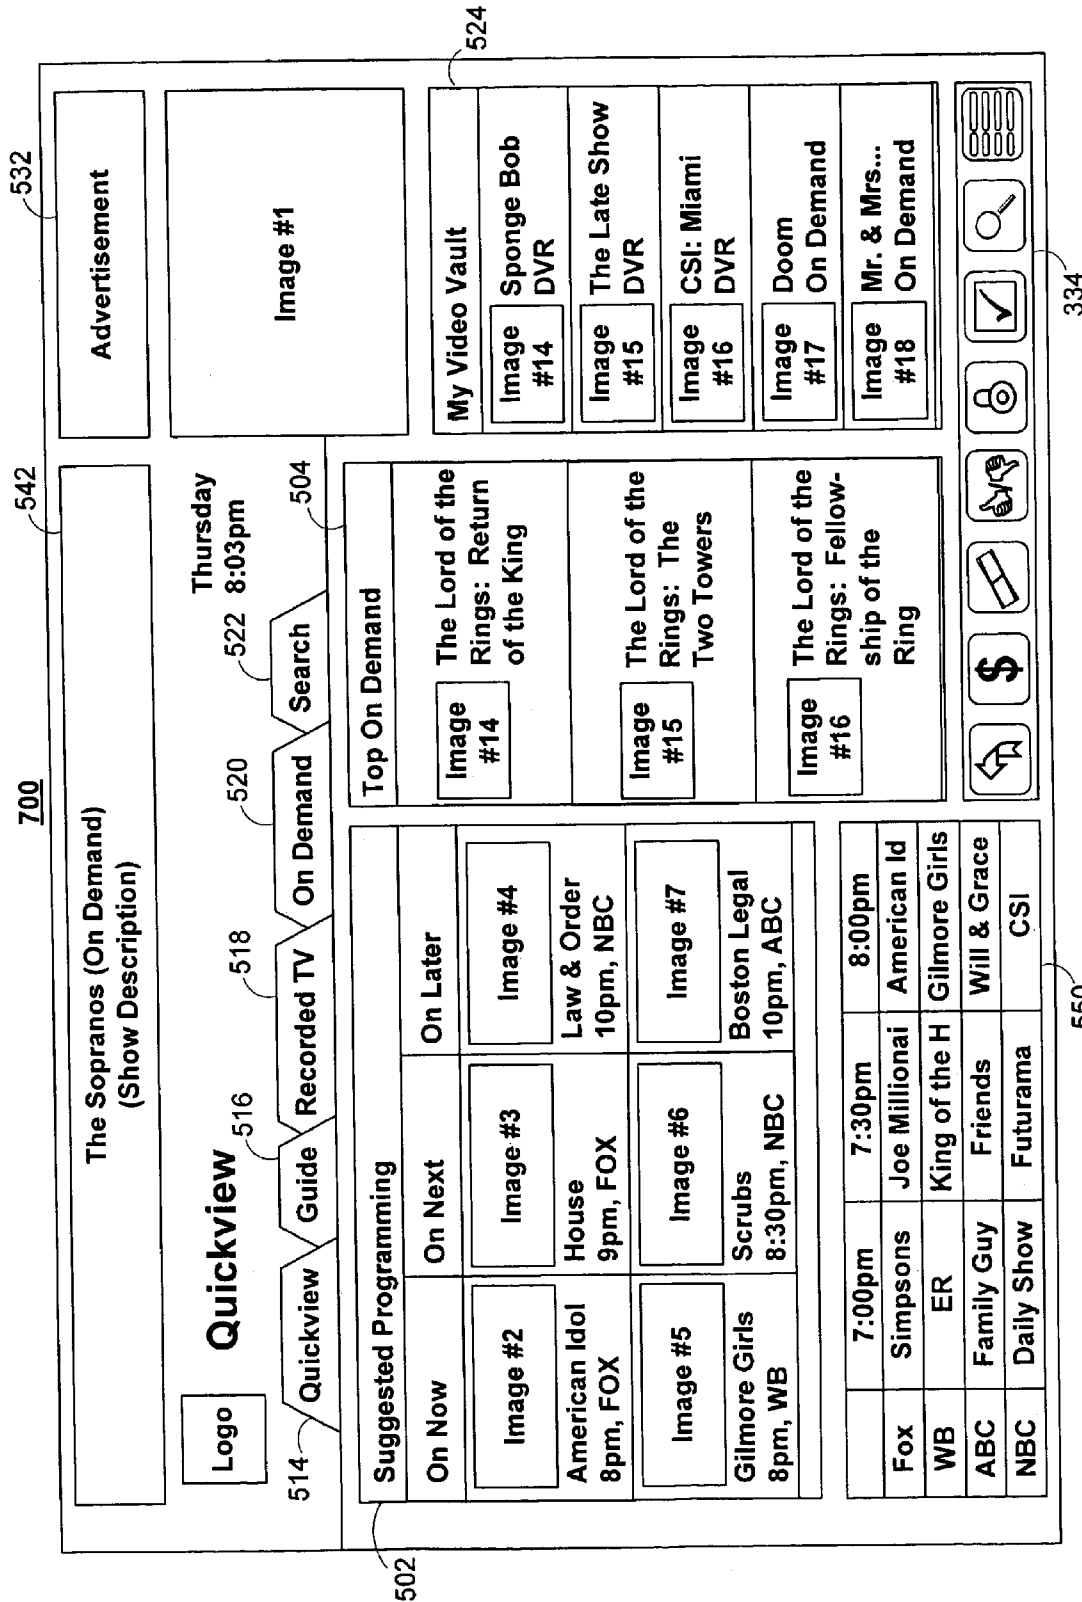 700
542
532
The Sopranos (On Demand)
(Show Description)
Advertisement
Logo
Quickview
Thursday
8:03pm
Image #1
514
Quickview
516
Guide
518
Recorded TV
520
On Demand
522
Search
502
Suggested Programming
On Now
On Next
On Later
Image #2
Image #3
Image #4
American Idol
8pm, FOX
House
9pm, FOX
Law & Order
10pm, NBC
Image #5
Image #6
Image #7
Gilmore Girls
8pm, WB
Scrubs
8:30pm, NBC
Boston Legal
10pm, ABC
504
Top On Demand
Image
#14
The Lord of the
Rings: Return
of the King
Image
#15
The Lord of the
Rings: The
Two Towers
Image
#16
The Lord of the
Rings: Fellow-
ship of the
Ring
524
My Video Vault
Image
#14
Sponge Bob
DVR
Image
#15
The Late Show
DVR
Image
#16
CSI: Miami
DVR
Image
#17
Doom
On Demand
Image
#18
Mr. & Mrs...
On Demand
7:00pm
7:30pm
8:00pm
Fox
Simpsons
Joe Millionai
American Id
WB
ER
King of the H
Gilmore Girls
ABC
Family Guy
Friends
Will & Grace
NBC
Daily Show
Futurama
CSI
550
$
334